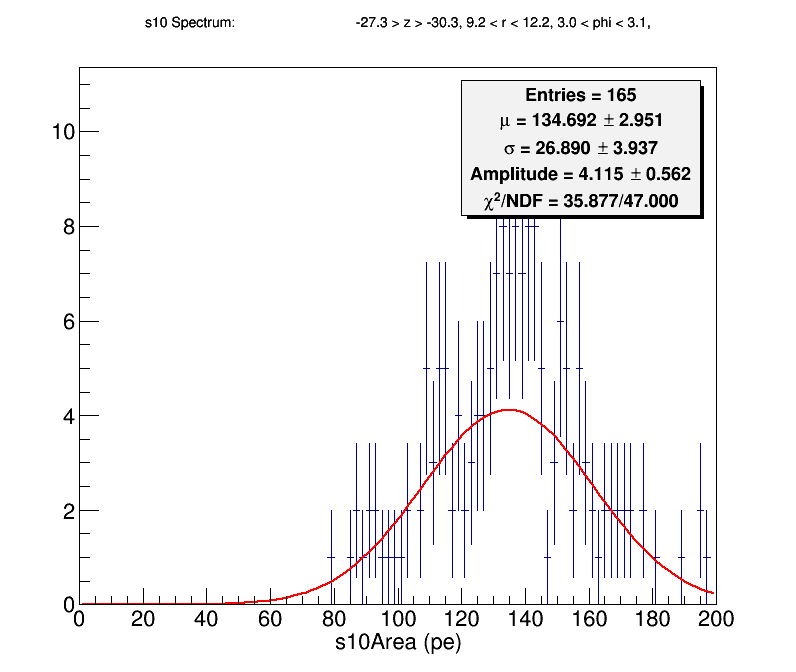 s10 Spectrum: -27.3 > z > -30.3, 9.2 < r < 12.2, 3.0 < phi < 3.1,
Entries = 165
μ = 134.692 ± 2.951
σ = 26.890 ± 3.937
Amplitude = 4.115 ± 0.562
χ²/NDF = 35.877/47.000
10
8
6
4
2
0
0 20 40 60 80 100 120 140 160 180 200
s10Area (pe)